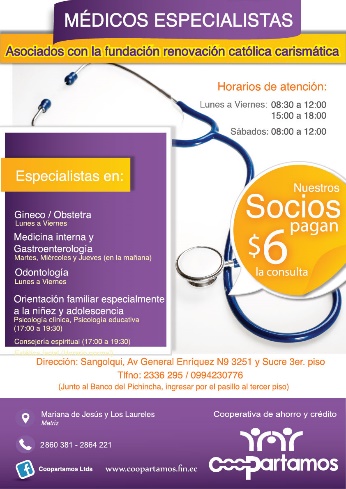 MÉDICOS ESPECIALISTAS
Asociados con la fundación renovación católica carismática
Horarios de atención:
Lunes a Viernes: 08:30 a 12:00
15:00 a 18:00
Sábados: 08:00 a 12:00
Especialistas en:
Gineco / Obstetra
Lunes a Viernes
Medicina interna y
Gastroenterología
Martes, Miércoles y Jueves (en la mañana)
Odontología
Lunes a Viernes
Orientación familiar especialmente
a la niñez y adolescencia
Psicología clínica, Psicología educativa
(17:00 a 19:30)
Consejería espiritual (17:00 a 19:30)
Nuestros
Socios
pagan
$6
la consulta
Dirección: Sangolquí, Av General Enríquez N9 3251 y Sucre 3er. piso
Tlfno: 2336 295 / 0994230776
(Junto al Banco del Pichincha, ingresar por el pasillo al tercer piso)
Mariana de Jesús y Los Laureles
Matriz
2860 381 - 2864 221
Coopartamos Ltda
www.coopartamos.fin.ec
Cooperativa de ahorro y crédito
coopartamos